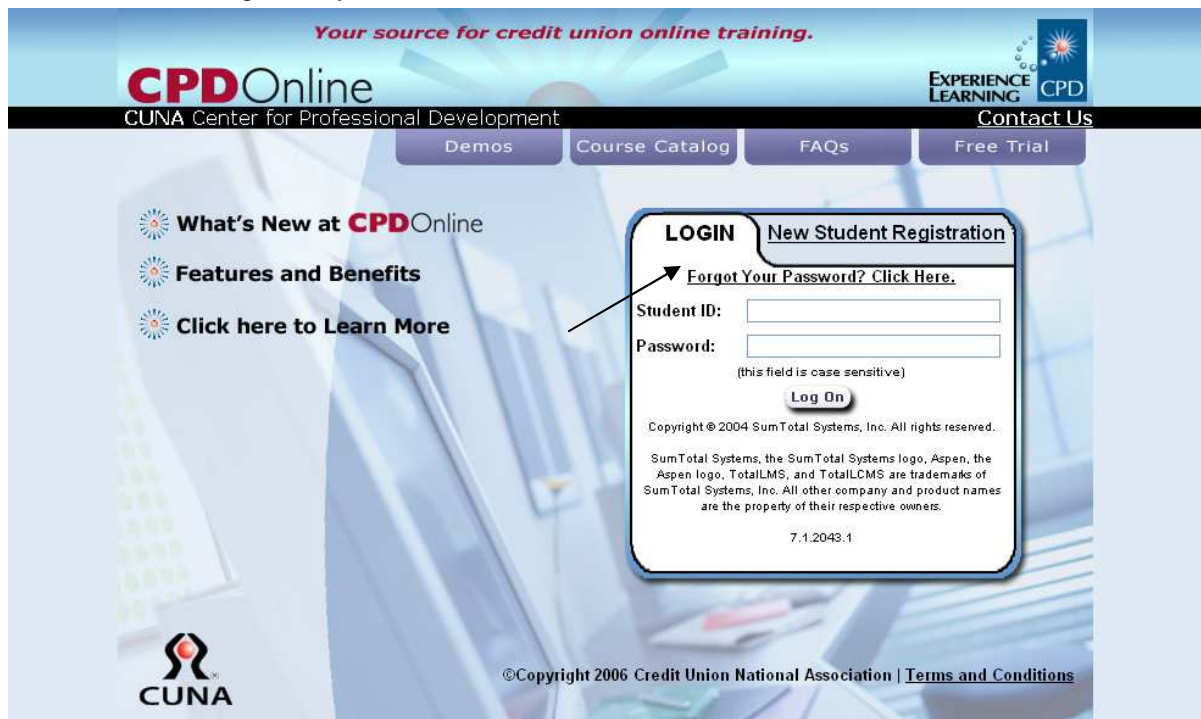 Your source for credit union online training.
CPDOnline
EXPERIENCE
LEARNING
CPD
CUNA Center for Professional Development
Contact Us
Demos
Course Catalog
FAQs
Free Trial
What's New at CPDOnline
Features and Benefits
Click here to Learn More
LOGIN
New Student Registration
Forgot Your Password? Click Here.
Student ID:
Password:
(this field is case sensitive)
Log On
Copyright © 2004 SumTotal Systems, Inc. All rights reserved.
SumTotal Systems, the SumTotal Systems logo, Aspen, the
Aspen logo, TotalLMS, and TotalLCMS are trademarks of
SumTotal Systems, Inc. All other company and product names
are the property of their respective owners.
7.1.2043.1
CUNA
©Copyright 2006 Credit Union National Association | Terms and Conditions